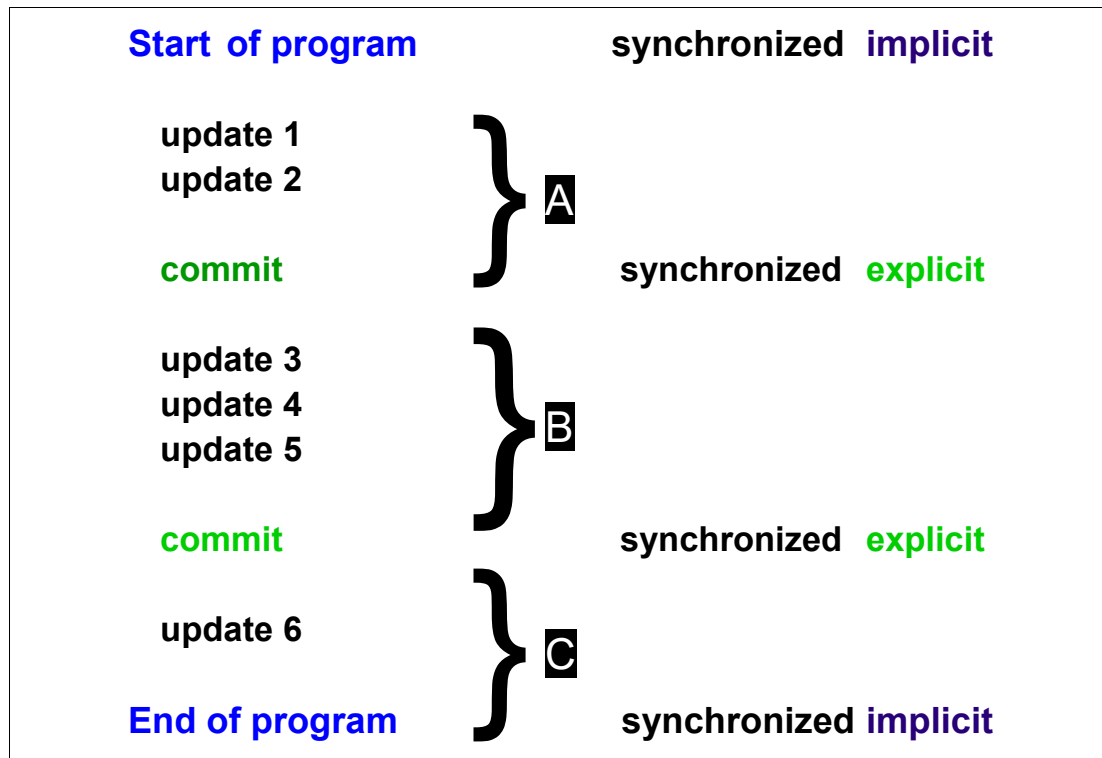 Start of program synchronized implicit
update 1
update 2
A
commit synchronized explicit
update 3
update 4
B
update 5
commit synchronized explicit
update 6
C
End of program synchronized implicit